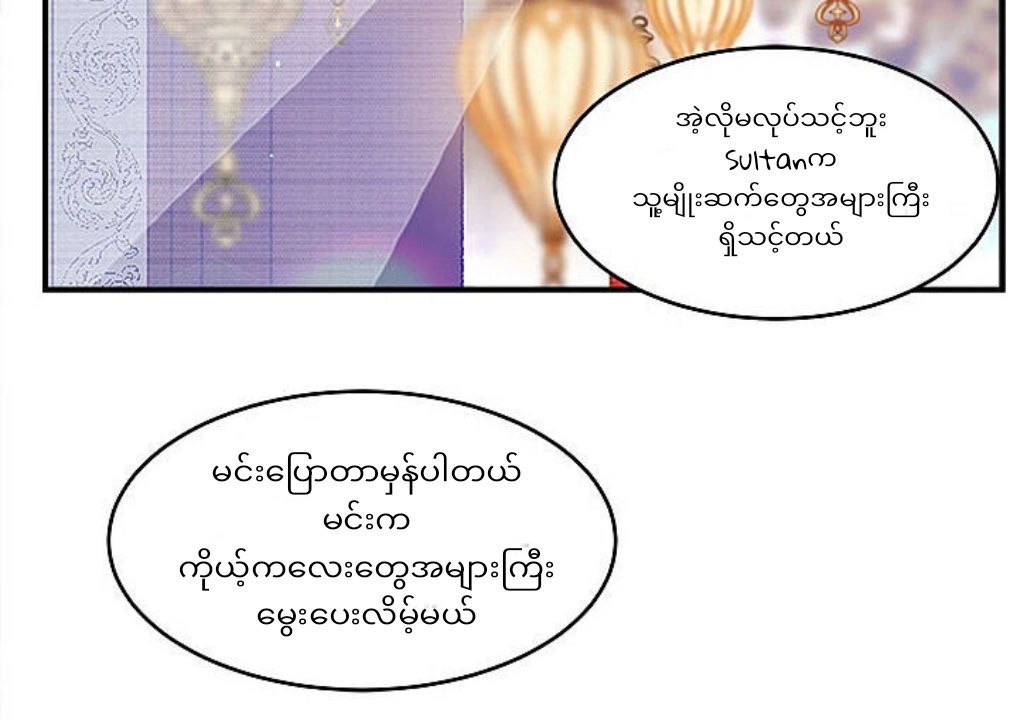 အဲ့လိုမလုပ်သင့်ဘူး
Sultanက
သူ့မျိုးဆက်တွေအများကြီး
ရှိသင့်တယ်
မင်းပြောတာမှန်ပါတယ်
မင်းက
ကိုယ့်ကလေးတွေအများကြီး
မွေးပေးလိမ့်မယ်